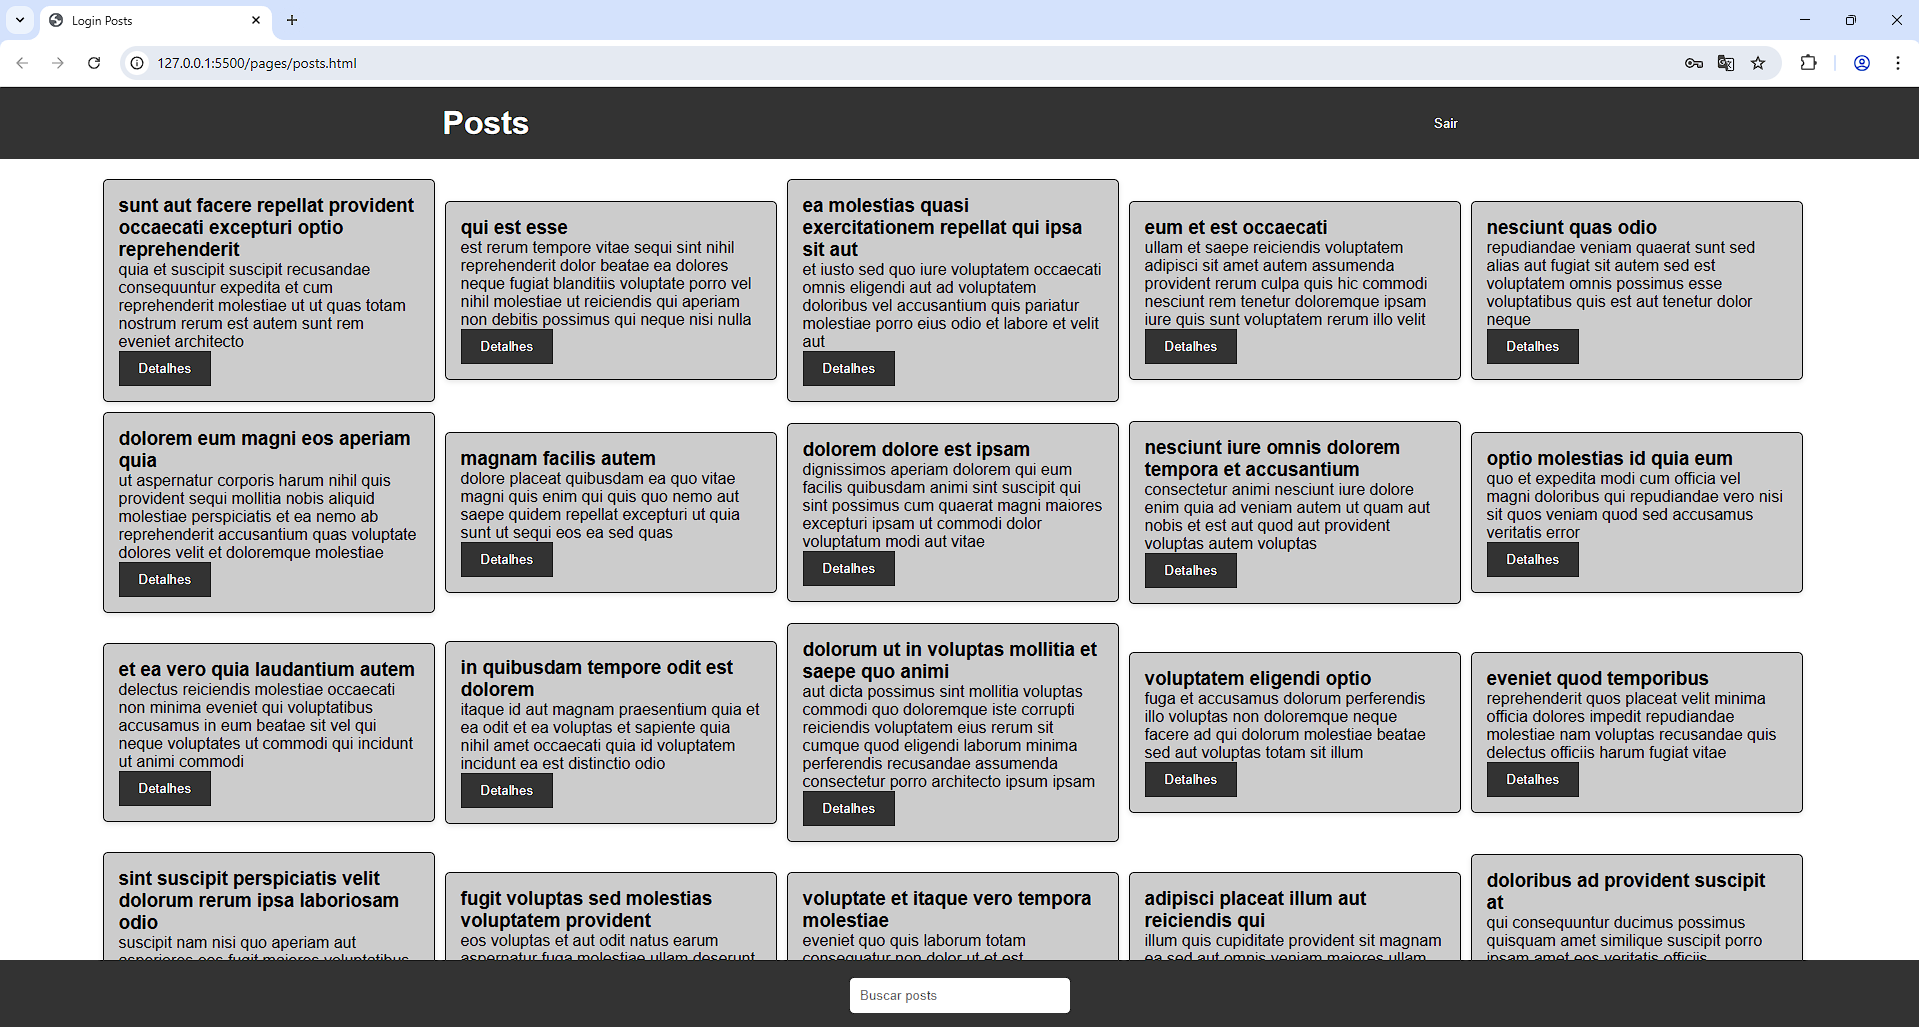 Login Posts
127.0.0.1:5500/pages/posts.html
Posts
Sair
sunt aut facere repellat provident
occaecati excepturi optio
reprehenderit
quia et suscipit suscipit recusandae
consequuntur expedita et cum
reprehenderit molestiae ut ut quas totam
nostrum rerum est autem sunt rem
eveniet architecto
Detalhes
qui est esse
est rerum tempore vitae sequi sint nihil
reprehenderit dolor beatae ea dolores
neque fugiat blanditiis voluptate porro vel
nihil molestiae ut reiciendis qui aperiam
non debitis possimus qui neque nisi nulla
Detalhes
ea molestias quasi
exercitationem repellat qui ipsa
sit aut
et iusto sed quo iure voluptatem occaecati
omnis eligendi aut ad voluptatem
doloribus vel accusantium quis pariatur
molestiae porro eius odio et labore et velit
aut
Detalhes
eum et est occaecati
ullam et saepe reiciendis voluptatem
adipisci sit amet autem assumenda
provident rerum culpa quis hic commodi
nesciunt rem tenetur doloremque ipsam
iure quis sunt voluptatem rerum illo velit
Detalhes
nesciunt quas odio
repudiandae veniam quaerat sunt sed
alias aut fugiat sit autem sed est
voluptatem omnis possimus esse
voluptatibus quis est aut tenetur dolor
neque
Detalhes
dolorem eum magni eos aperiam
quia
ut aspernatur corporis harum nihil quis
provident sequi mollitia nobis aliquid
molestiae perspiciatis et ea nemo ab
reprehenderit accusantium quas voluptate
dolores velit et doloremque molestiae
Detalhes
magnam facilis autem
dolore placeat quibusdam ea quo vitae
magni quis enim qui quis quo nemo aut
saepe quidem repellat excepturi ut quia
sunt ut sequi eos ea sed quas
Detalhes
dolorem dolore est ipsam
dignissimos aperiam dolorem qui eum
facilis quibusdam animi sint suscipit qui
sint possimus cum quaerat magni maiores
excepturi ipsam ut commodi dolor
voluptatum modi aut vitae
Detalhes
nesciunt iure omnis dolorem
tempora et accusantium
consectetur animi nesciunt iure dolore
enim quia ad veniam autem ut quam aut
nobis et est aut quod aut provident
voluptas autem voluptas
Detalhes
optio molestias id quia eum
quo et expedita modi cum officia vel
magni doloribus qui repudiandae vero nisi
sit quos veniam quod sed accusamus
veritatis error
Detalhes
et ea vero quia laudantium autem
delectus reiciendis molestiae occaecati
non minima eveniet qui voluptatibus
accusamus in eum beatae sit vel qui
neque voluptates ut commodi qui incidunt
ut animi commodi
Detalhes
in quibusdam tempore odit est
dolorem
itaque id aut magnam praesentium quia et
ea odit et ea voluptas et sapiente quia
nihil amet occaecati quia id voluptatem
incidunt ea est distinctio odio
Detalhes
dolorum ut in voluptas mollitia et
saepe quo animi
aut dicta possimus sint mollitia voluptas
commodi quo doloremque iste corrupti
reiciendis voluptatem eius rerum sit
cumque quod eligendi laborum minima
perferendis recusandae assumenda
consectetur porro architecto ipsum ipsam
Detalhes
voluptatem eligendi optio
fuga et accusamus dolorum perferendis
illo voluptas non doloremque neque
facere ad qui dolorum molestiae beatae
sed aut voluptas totam sit illum
Detalhes
eveniet quod temporibus
reprehenderit quos placeat velit minima
officia dolores impedit repudiandae
molestiae nam voluptas recusandae quis
delectus officiis harum fugiat vitae
Detalhes
sint suscipit perspiciatis velit
dolorum rerum ipsa laboriosam
odio
suscipit nam nisi quo aperiam aut
asperiores eos fugit maiores voluptatibus
fugit voluptas sed molestias
voluptatem provident
eos voluptas et aut odit natus earum
aspernatur fuga molestiae ullam deserunt
voluptate et itaque vero tempora
molestiae
eveniet quo quis laborum totam
consequatur non dolor ut et est
adipisci placeat illum aut
reiciendis qui
illum quis cupiditate provident sit magnam
ea sed aut omnis veniam maiores ullam
doloribus ad provident suscipit
at
qui consequuntur ducimus possimus
quisquam amet similique suscipit porro
ipsam amet eos veritatis officiis
Buscar posts